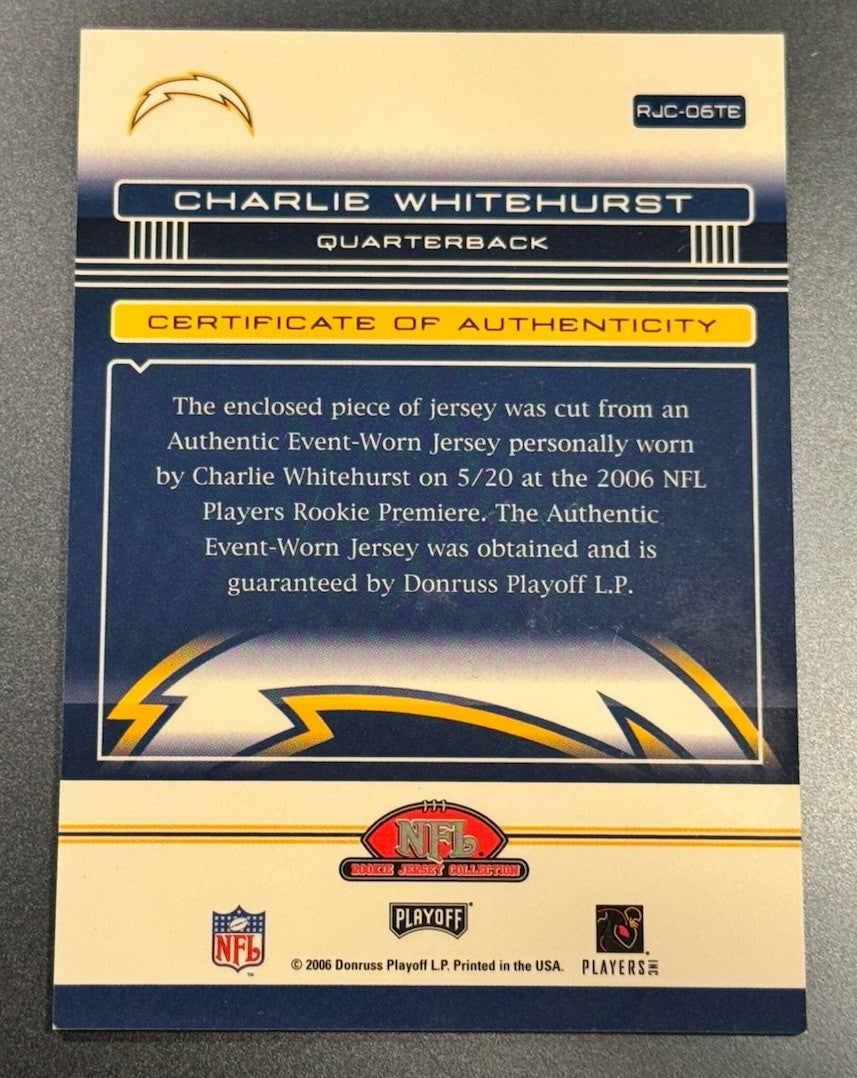 RJC-06TE
CHARLIE WHITEHURST
QUARTERBACK
CERTIFICATE OF AUTHENTICITY
The enclosed piece of jersey was cut from an
Authentic Event-Worn Jersey personally worn
by Charlie Whitehurst on 5/20 at the 2006 NFL
Players Rookie Premiere. The Authentic
Event-Worn Jersey was obtained and is
guaranteed by Donruss Playoff L.P.
NFL
ROOKIE JERSEY COLLECTION
NFL
PLAYOFF
© 2006 Donruss Playoff L.P. Printed in the USA.
PLAYERS INC